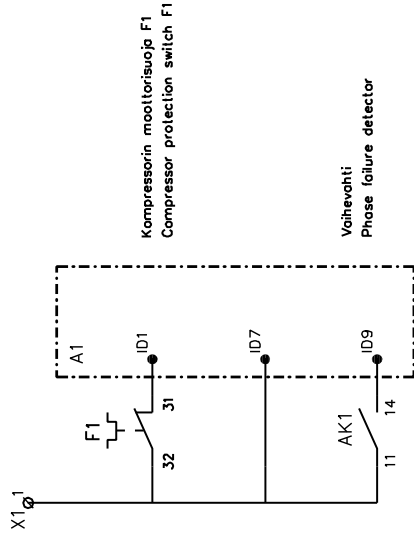 Kompressorin moottorisuoja F1
Compressor protection switch F1
Vaihevahti
Phase failure detector
A1
ID1
ID7
ID9
F1
31
32
AK1
14
11
X1
1